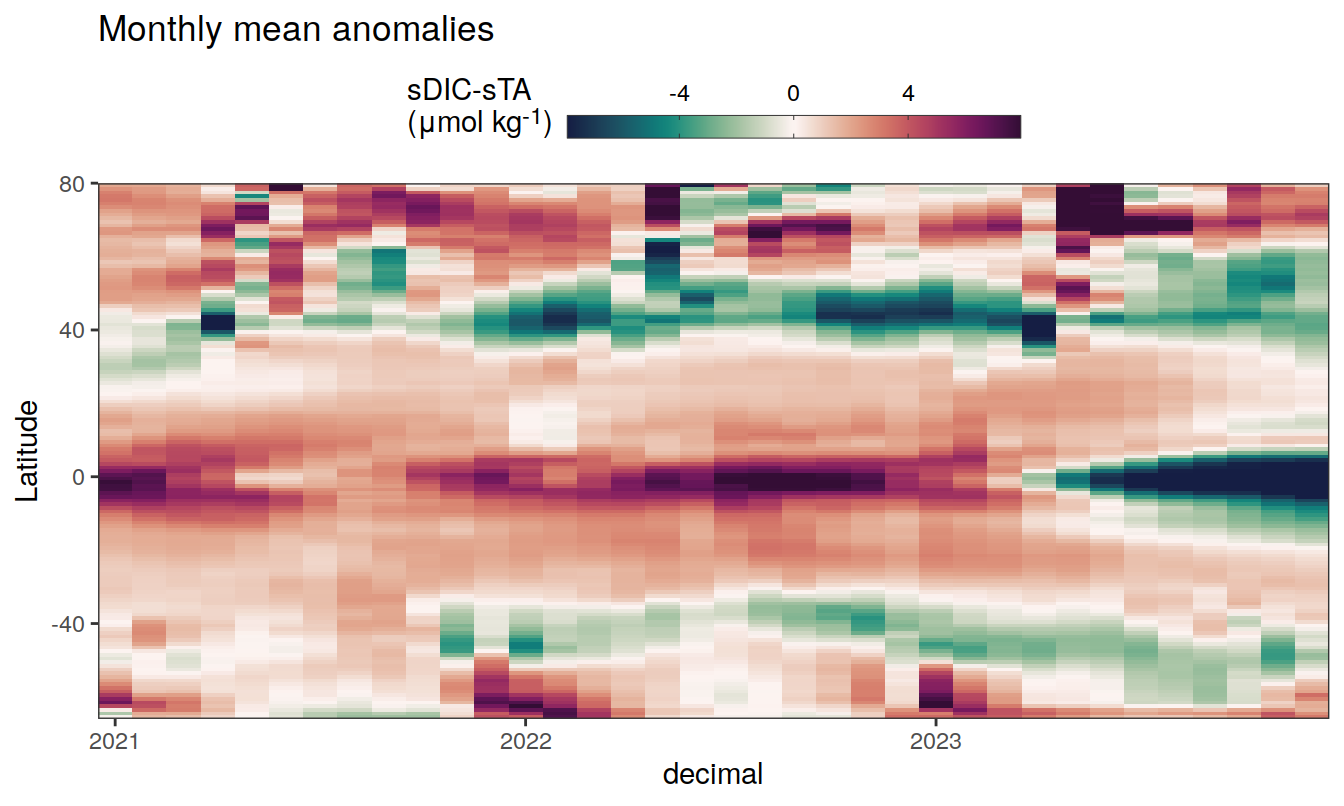 Monthly mean anomalies
sDIC-sTA
(µmol kg⁻¹)
-4 0 4
Latitude
80
40
0
-40
2021 2022 2023
decimal